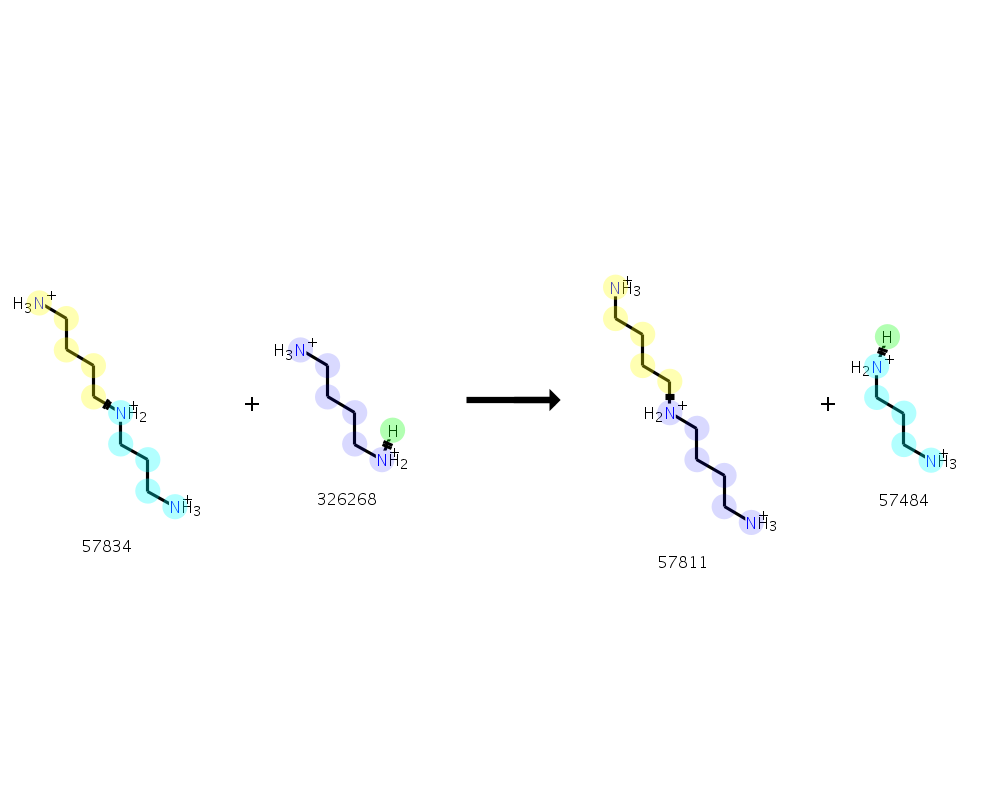 H3N+
NH2+
NH3+
57834
+
H3N+
H
NH2+
326268
+
NH3
H2N+
NH3+
57811
+
H
H2N+
NH3+
57484